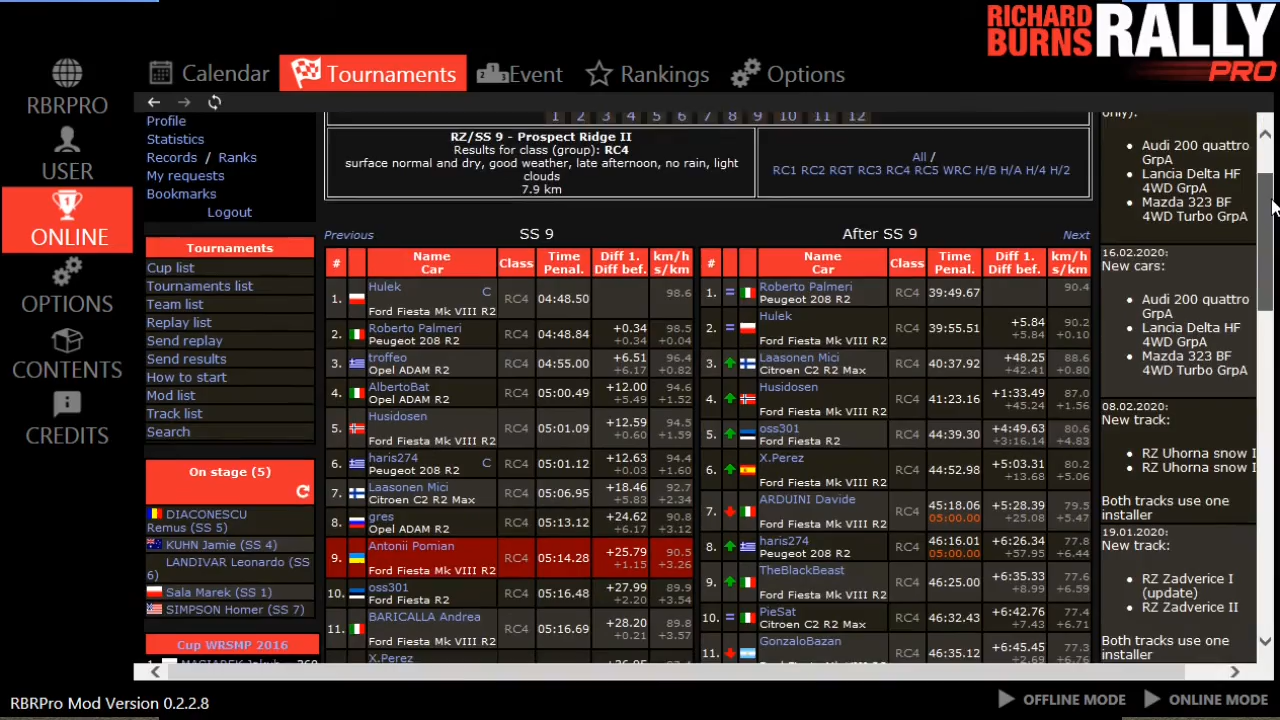 RICHARD BURNS RALLY PRO
RBRPRO
USER
ONLINE
OPTIONS
CONTENTS
CREDITS
Calendar
Tournaments
Event
Rankings
Options
Profile
Statistics
Records / Ranks
My requests
Bookmarks
Logout
Tournaments
Cup list
Tournaments list
Team list
Replay list
Send replay
Send results
How to start
Mod list
Track list
Search
On stage (5)
DIACONESCU
Remus (SS 5)
KUHN Jamie (SS 4)
LANDIVAR Leonardo (SS
6)
Sala Marek (SS 1)
SIMPSON Homer (SS 7)
Cup WRSMP 2016
1 2 3 4 5 6 7 8 9 10 11 12
RZ/SS 9 - Prospect Ridge II
Results for class (group): RC4
surface normal and dry, good weather, late afternoon, no rain, light
clouds
7.9 km
All /
RC1 RC2 RGT RC3 RC4 RC5 WRC H/B H/A H/4 H/2
Previous
SS 9
# Name Class Time Diff 1. km/h
Car Penal. Diff bef. s/km
1. Hulek C RC4 04:48.50 98.6
Ford Fiesta Mk VIII R2
2. Roberto Palmeri RC4 04:48.84 +0.34 98.5
Peugeot 208 R2 +0.34 +0.04
3. troffeo RC4 04:55.00 +6.51 96.4
Opel ADAM R2 +6.17 +0.82
4. AlbertoBat RC4 05:00.49 +12.00 94.6
Opel ADAM R2 +5.49 +1.52
5. Husidosen RC4 05:01.09 +12.59 94.5
Ford Fiesta Mk VIII R2 +0.60 +1.59
6. haris274 C RC4 05:01.12 +12.63 94.4
Peugeot 208 R2 +0.03 +1.60
7. Laasonen Mici RC4 05:06.95 +18.46 92.7
Citroen C2 R2 Max +5.83 +2.34
8. gres RC4 05:13.12 +24.62 90.8
Opel ADAM R2 +6.17 +3.12
9. Antonii Pomian RC4 05:14.28 +25.79 90.5
Ford Fiesta Mk VIII R2 +1.15 +3.26
10. oss301 RC4 05:16.48 +27.99 89.9
Ford Fiesta R2 +2.20 +3.54
11. BARICALLA Andrea RC4 05:16.69 +28.20 89.8
Ford Fiesta Mk VIII R2 +0.21 +3.57
X.Perez
After SS 9
Next
# Name Class Time Diff 1. km/h
Car Penal. Diff bef. s/km
1. = Roberto Palmeri RC4 39:49.67 90.4
Peugeot 208 R2
2. = Hulek RC4 39:55.51 +5.84 90.2
Ford Fiesta Mk VIII R2 +5.84 +0.10
3. Laasonen Mici RC4 40:37.92 +48.25 88.6
Citroen C2 R2 Max +42.41 +0.80
4. Husidosen RC4 41:23.16 +1:33.49 87.0
Ford Fiesta Mk VIII R2 +45.24 +1.56
5. oss301 RC4 44:39.30 +4:49.63 80.6
Ford Fiesta R2 +3:16.14 +4.83
6. X.Perez RC4 44:52.98 +5:03.31 80.2
Ford Fiesta Mk VIII R2 +13.68 +5.06
7. ARDUINI Davide RC4 45:18.06 +5:28.39 79.5
Ford Fiesta Mk VIII R2 05:00.00 +25.08 +5.47
8. haris274 RC4 46:16.01 +6:26.34 77.8
Peugeot 208 R2 05:00.00 +57.95 +6.44
9. TheBlackBeast RC4 46:25.00 +6:35.33 77.6
Ford Fiesta Mk VIII R2 +8.99 +6.59
10. = PieSat RC4 46:32.43 +6:42.76 77.4
Citroen C2 R2 Max +7.43 +6.71
11. GonzaloBazan RC4 46:35.12 +6:45.45 77.3
+2.69 +6.76
only):
Audi 200 quattro
GrpA
Lancia Delta HF
4WD GrpA
Mazda 323 BF
4WD Turbo GrpA
16.02.2020:
New cars:
Audi 200 quattro
GrpA
Lancia Delta HF
4WD GrpA
Mazda 323 BF
4WD Turbo GrpA
08.02.2020:
New track:
RZ Uhorna snow I
RZ Uhorna snow I
Both tracks use one
installer
19.01.2020:
New track:
RZ Zadverice I
(update)
RZ Zadverice II
Both tracks use one
installer
RBRPro Mod Version 0.2.2.8
OFFLINE MODE
ONLINE MODE